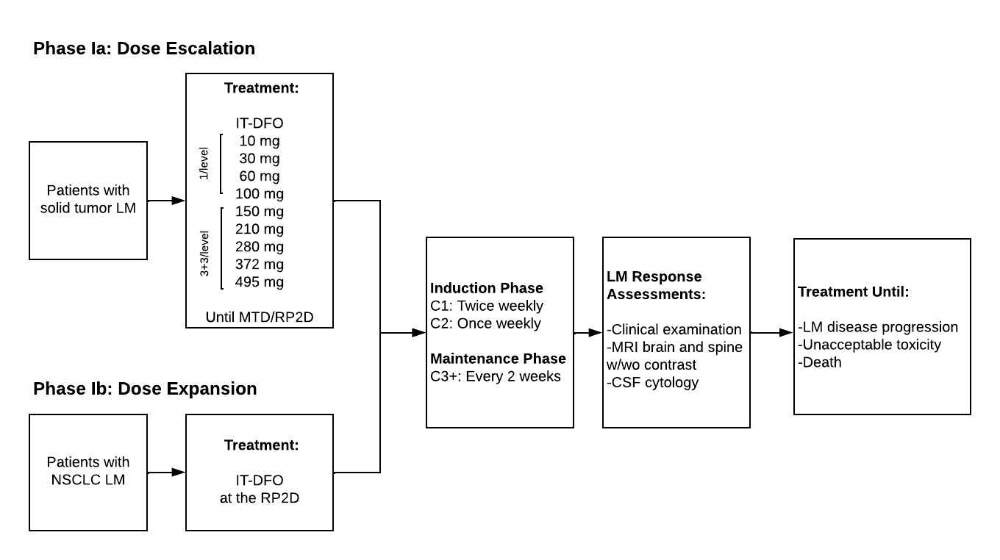 Phase Ia: Dose Escalation
Patients with
solid tumor LM
Treatment:
IT-DFO
1/level
10 mg
30 mg
60 mg
100 mg
3+3/level
150 mg
210 mg
280 mg
372 mg
495 mg
Until MTD/RP2D
Phase Ib: Dose Expansion
Patients with
NSCLC LM
Treatment:
IT-DFO
at the RP2D
Induction Phase
C1: Twice weekly
C2: Once weekly
Maintenance Phase
C3+: Every 2 weeks
LM Response
Assessments:
-Clinical examination
-MRI brain and spine
w/wo contrast
-CSF cytology
Treatment Until:
-LM disease progression
-Unacceptable toxicity
-Death